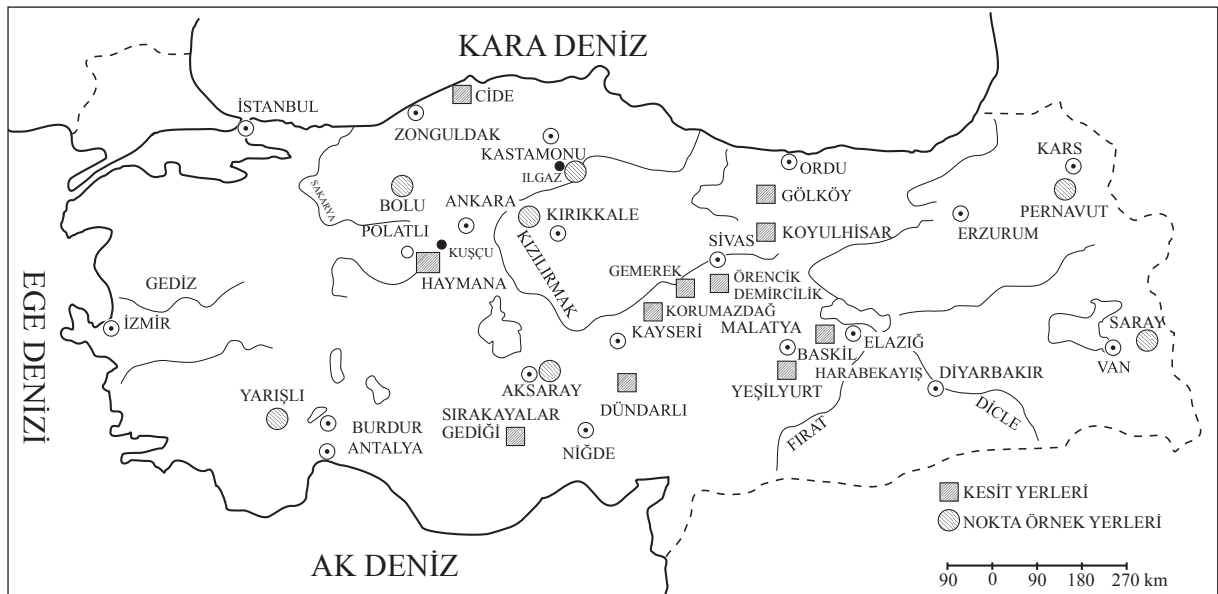 KARA DENİZ
İSTANBUL
CİDE
ZONGULDAK
KASTAMONU
ILGAZ
ORDU
KARS
SAKARYA
BOLU
ANKARA
KIRIKKALE
GÖLKÖY
PERNAVUT
POLATLI
KUŞÇU
KIZILIRMAK
SİVAS
KOYULHİSAR
ERZURUM
HAYMANA
GEMEREK
ÖRENCİK
DEMİRCİLİK
EGE DENİZİ
GEDİZ
İZMİR
KORUMAZDAĞ
KAYSERİ
MALATYA
ELAZIĞ
SARAY
BASKİL
HARABEKAYIŞ
VAN
YARIŞLI
AKSARAY
DÜNDARLI
YEŞİLYURT
DİYARBAKIR
DİCLE
BURDUR
ANTALYA
SIRAKAYALAR
GEDİĞİ
NİĞDE
FIRAT
AK DENİZ
KESİT YERLERİ
NOKTA ÖRNEK YERLERİ
90 0 90 180 270 km